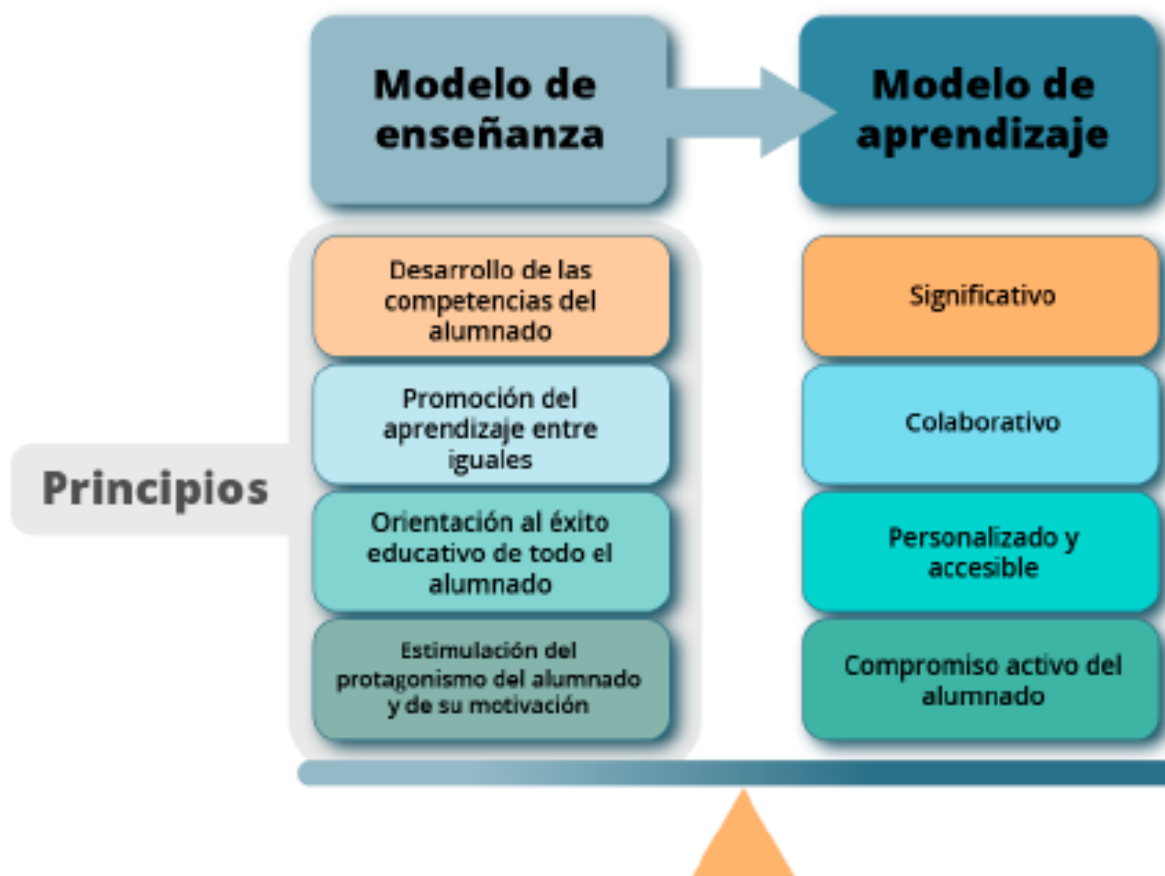 Modelo de
enseñanza
Modelo de
aprendizaje
Principios
Desarrollo de las
competencias del
alumnado
Significativo
Promoción del
aprendizaje entre
iguales
Colaborativo
Orientación al éxito
educativo de todo el
alumnado
Personalizado y
accesible
Estimulación del
protagonismo del alumnado
y de su motivación
Compromiso activo del
alumnado